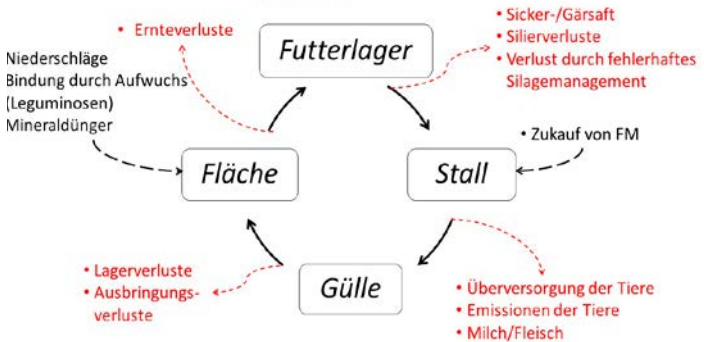 • Ernteverluste
Futterlager
• Sicker-/Gärsaft
• Silierverluste
• Verlust durch fehlerhaftes
Silagemanagement
Niederschläge
Bindung durch Aufwuchs
(Leguminosen)
Mineraldünger
• Zukauf von FM
Fläche
Stall
• Lagerverluste
• Ausbringungs-
verluste
Gülle
• Überversorgung der Tiere
• Emissionen der Tiere
• Milch/Fleisch